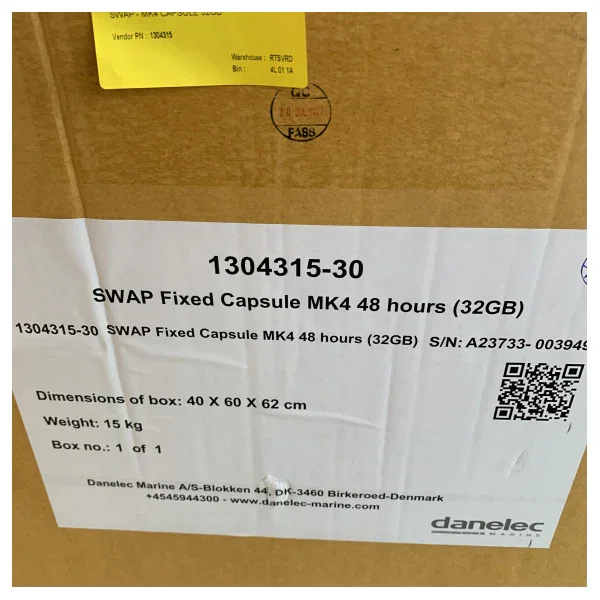 SWAP - MK4 CAPSULE 32GB
Vendor PN : 1304315
Warehouse : RTSVRD
Bin : 4L 01 1A
QC
PASS
1304315-30
SWAP Fixed Capsule MK4 48 hours (32GB)
1304315-30 SWAP Fixed Capsule MK4 48 hours (32GB) S/N: A23733- 003949
Dimensions of box: 40 X 60 X 62 cm
Weight: 15 kg
Box no.: 1 of 1
Danelec Marine A/S-Blokken 44, DK-3460 Birkeroed-Denmark
+4545944300 - www.danelec-marine.com
danelec
MARINE